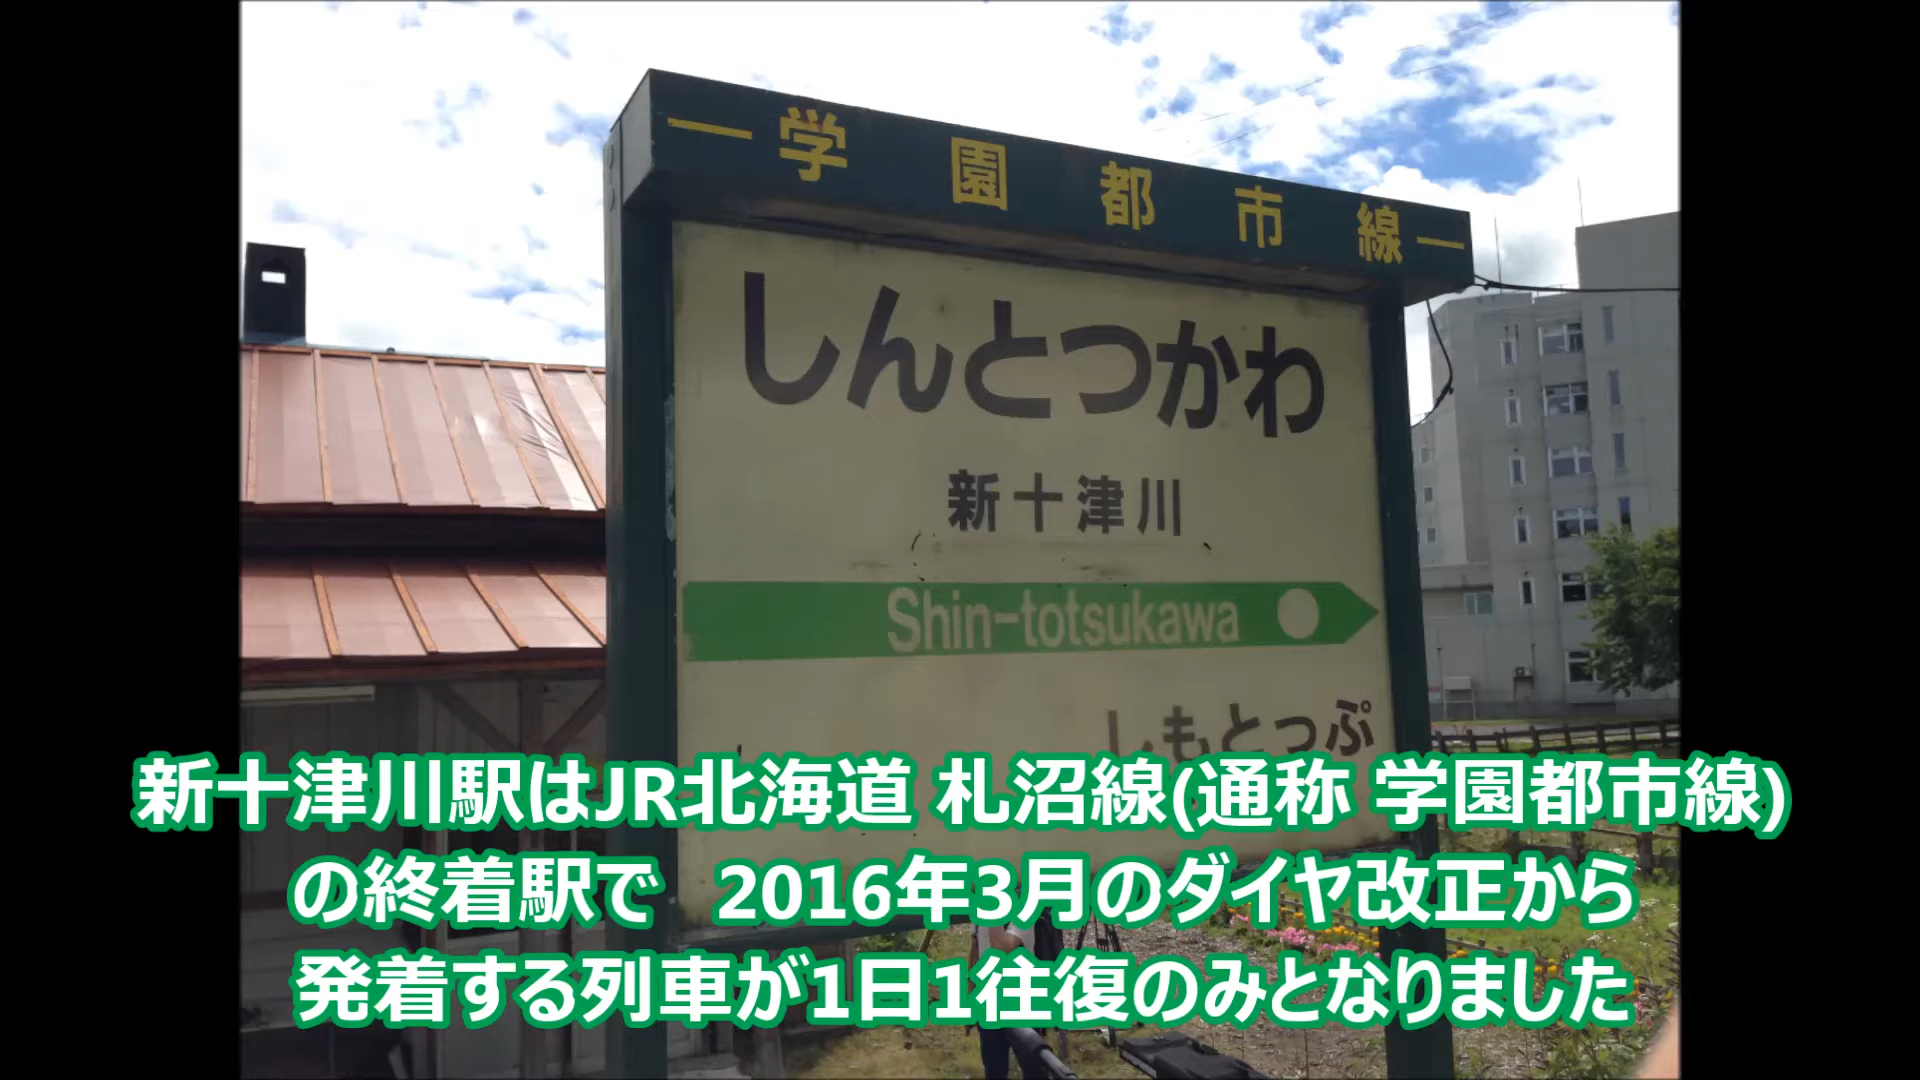 ー学園都市線ー
しんとつかわ
新十津川
Shin-totsukawa
しもとっぷ
新十津川駅はJR北海道 札沼線(通称 学園都市線)
の終着駅で　2016年3月のダイヤ改正から
発着する列車が1日1往復のみとなりました